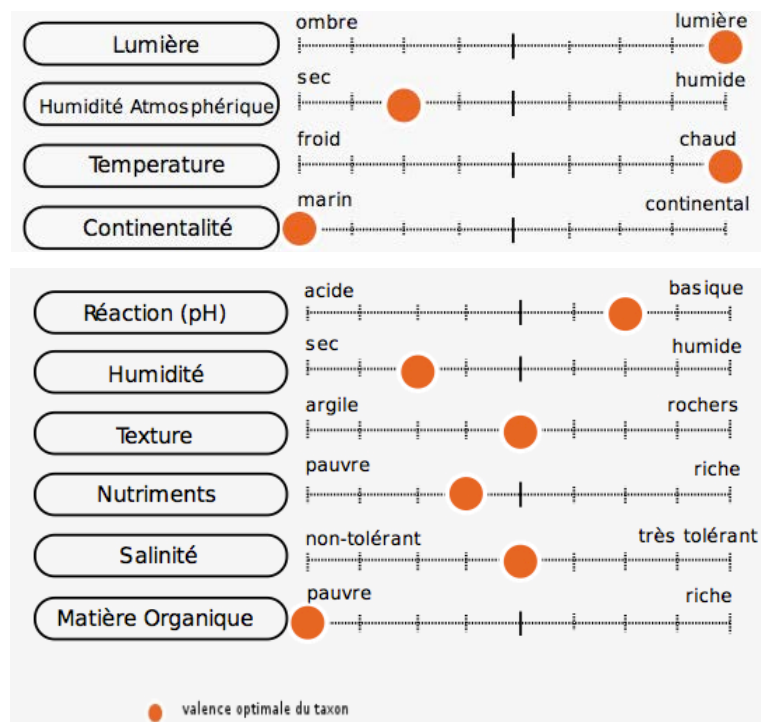 Lumière
ombre
lumière
Humidité Atmosphérique
sec
humide
Temperature
froid
chaud
Continentalité
marin
continental
Réaction (pH)
acide
basique
Humidité
sec
humide
Texture
argile
rochers
Nutriments
pauvre
riche
Salinité
non-tolérant
très tolérant
Matière Organique
pauvre
riche
valence optimale du taxon